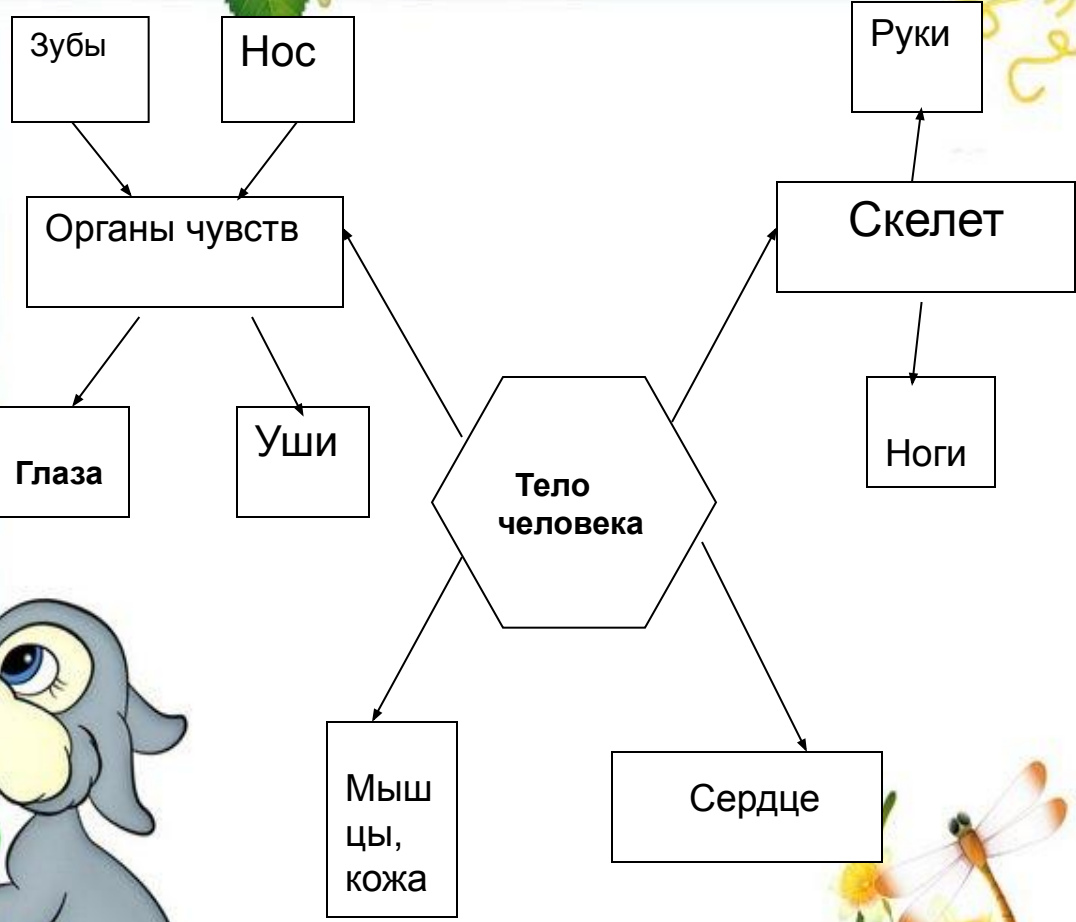 Зубы
Нос
Руки
Органы чувств
Скелет
Глаза
Уши
Ноги
Тело
человека
Мыш
цы,
кожа
Сердце